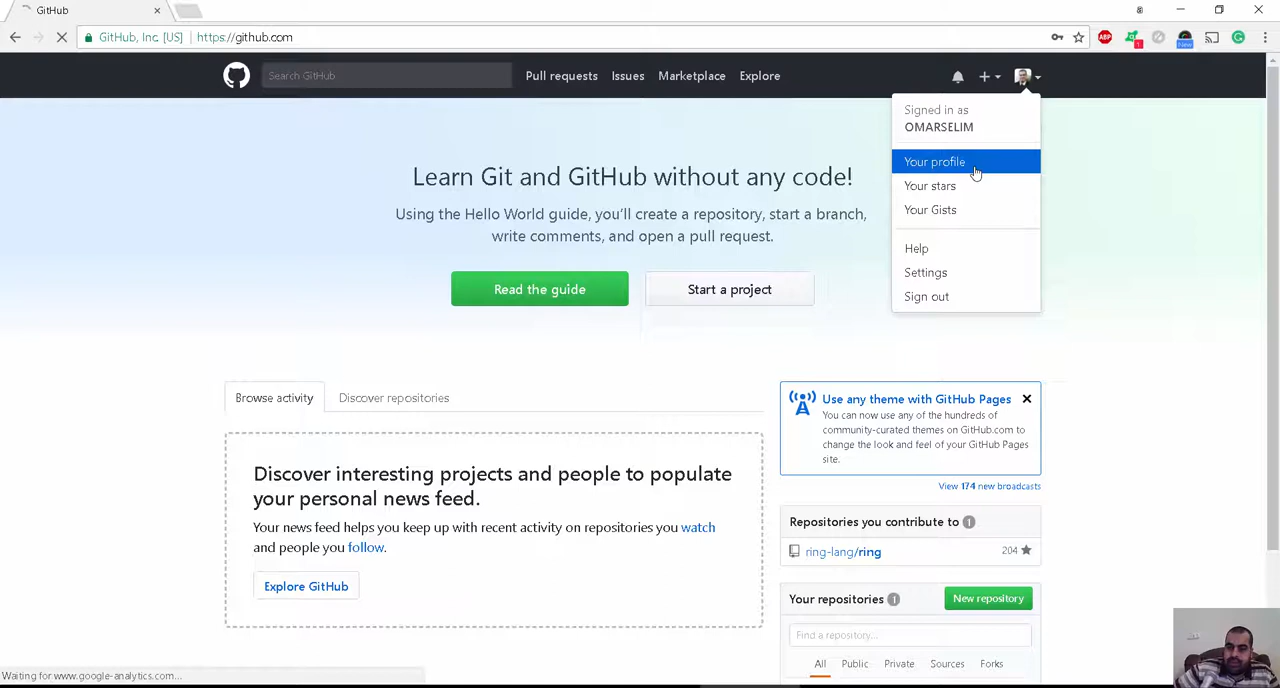 GitHub
GitHub, Inc. [US] https://github.com
ABP
1
New
Search GitHub
Pull requests
Issues
Marketplace
Explore
Signed in as
OMARSELIM
Your profile
Your stars
Your Gists
Help
Settings
Sign out
Learn Git and GitHub without any code!
Using the Hello World guide, you'll create a repository, start a branch,
write comments, and open a pull request.
Read the guide
Start a project
Browse activity
Discover repositories
Discover interesting projects and people to populate
your personal news feed.
Your news feed helps you keep up with recent activity on repositories you watch
and people you follow.
Explore GitHub
Use any theme with GitHub Pages
You can now use any of the hundreds of
community-curated themes on GitHub.com to
change the look and feel of your GitHub Pages
site.
View 174 new broadcasts
Repositories you contribute to 1
ring-lang/ring 204
Your repositories 1
New repository
Find a repository...
All Public Private Sources Forks
Waiting for www.google-analytics.com...